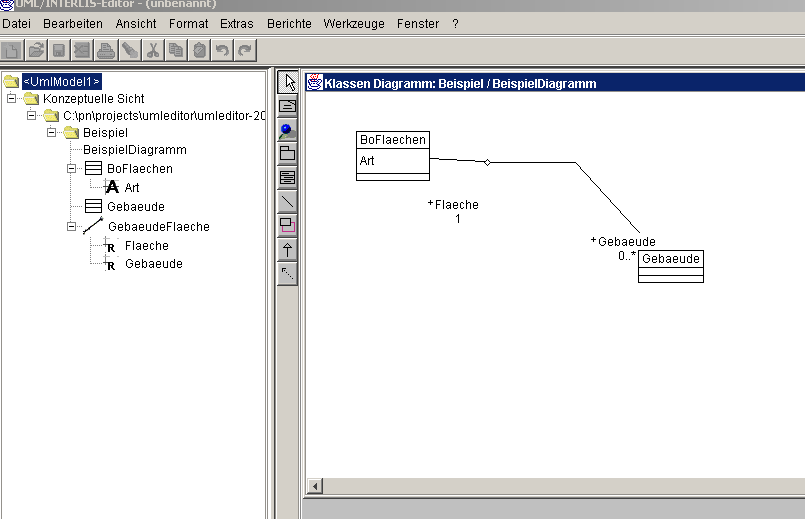 UML/INTERLIS-Editor - (unbenannt)
Datei Bearbeiten Ansicht Format Extras Berichte Werkzeuge Fenster ?
<UmlModel1>
Konzeptuelle Sicht
C:\pn\projects\umleditor\umleditor-20
Beispiel
BeispielDiagramm
BoFlaechen
A Art
Gebaeude
GebaeudeFlaeche
R Flaeche
R Gebaeude
Klassen Diagramm: Beispiel / BeispielDiagramm
BoFlaechen
Art
+Flaeche
1
+Gebaeude
0..*
Gebaeude